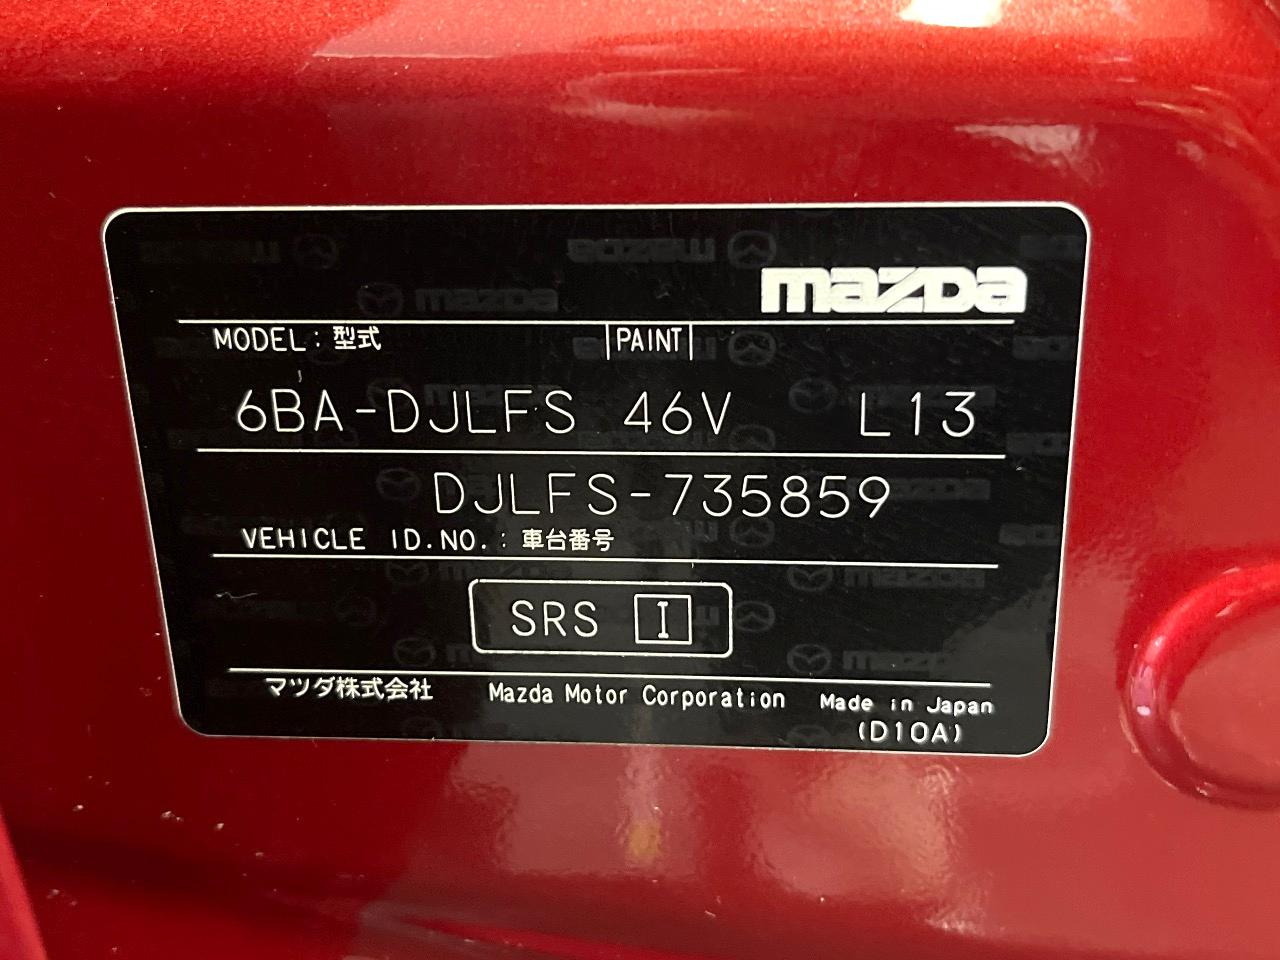 mazda
MODEL : 型式 PAINT
6BA-DJLFS 46V L13
DJLFS-735859
VEHICLE ID.NO. : 車台番号
SRS I
マツダ株式会社 Mazda Motor Corporation Made in Japan
(D10A)